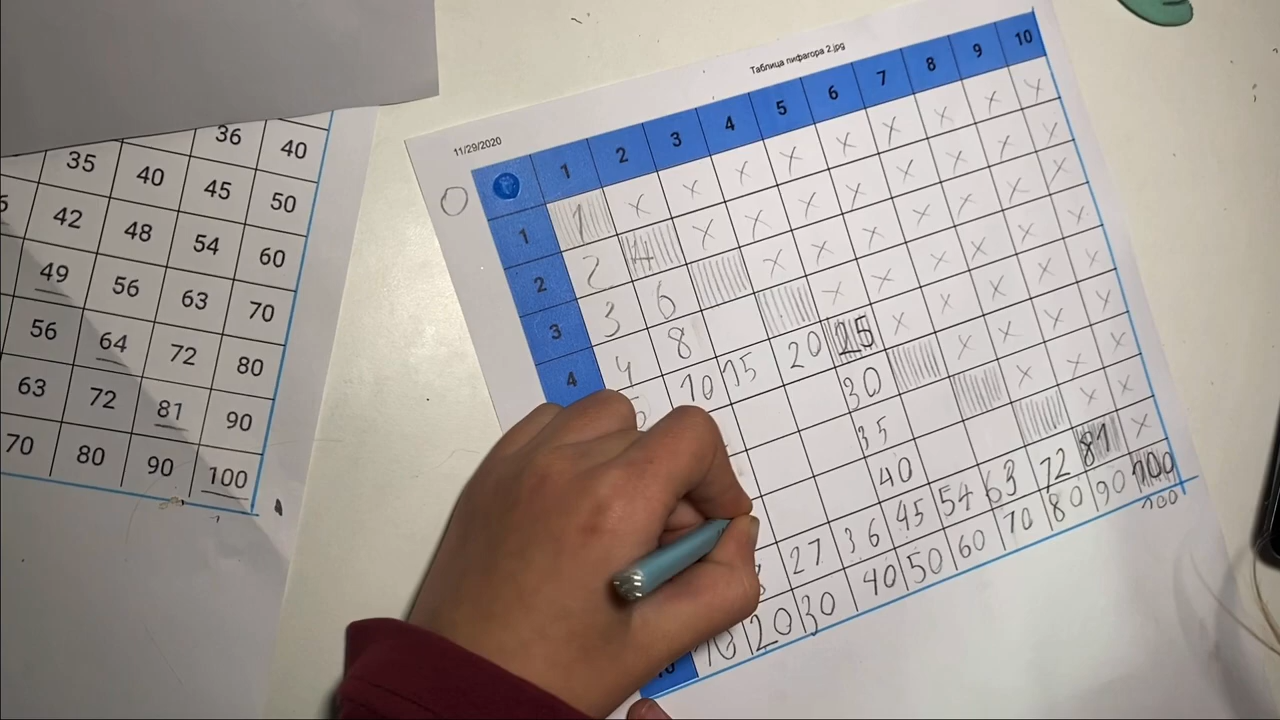 Таблица пифагора 2.jpg
11/29/2020
36 40
35 40 45 50
42 48 54 60
49 56 63 70
56 64 72 80
63 72 81 90
70 80 90 100
1 2 3 4 5 6 7 8 9 10
1 1 × × × × × × × × ×
2 2 4 × × × × × × × ×
3 3 6 × × × × × × ×
4 4 8 × × × × × ×
10 15 20 25 × × × × ×
30 × × × ×
35 × × ×
40 × ×
27 36 45 54 63 72 81 ×
10 10 20 30 40 50 60 70 80 90 100
100